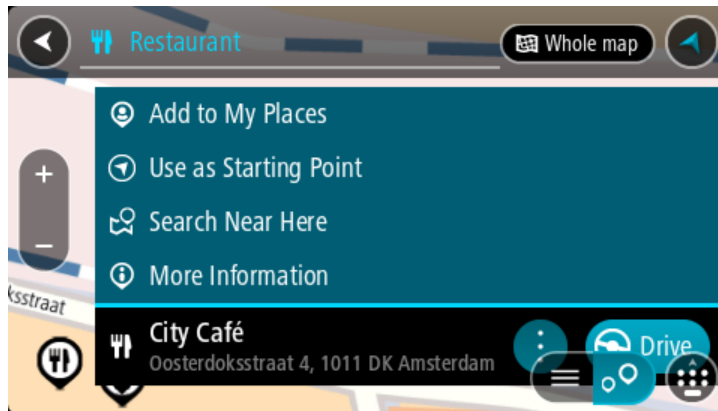 Restaurant
Whole map
Add to My Places
Use as Starting Point
Search Near Here
More Information
ksstraat
City Café
Drive
Oosterdoksstraat 4, 1011 DK Amsterdam